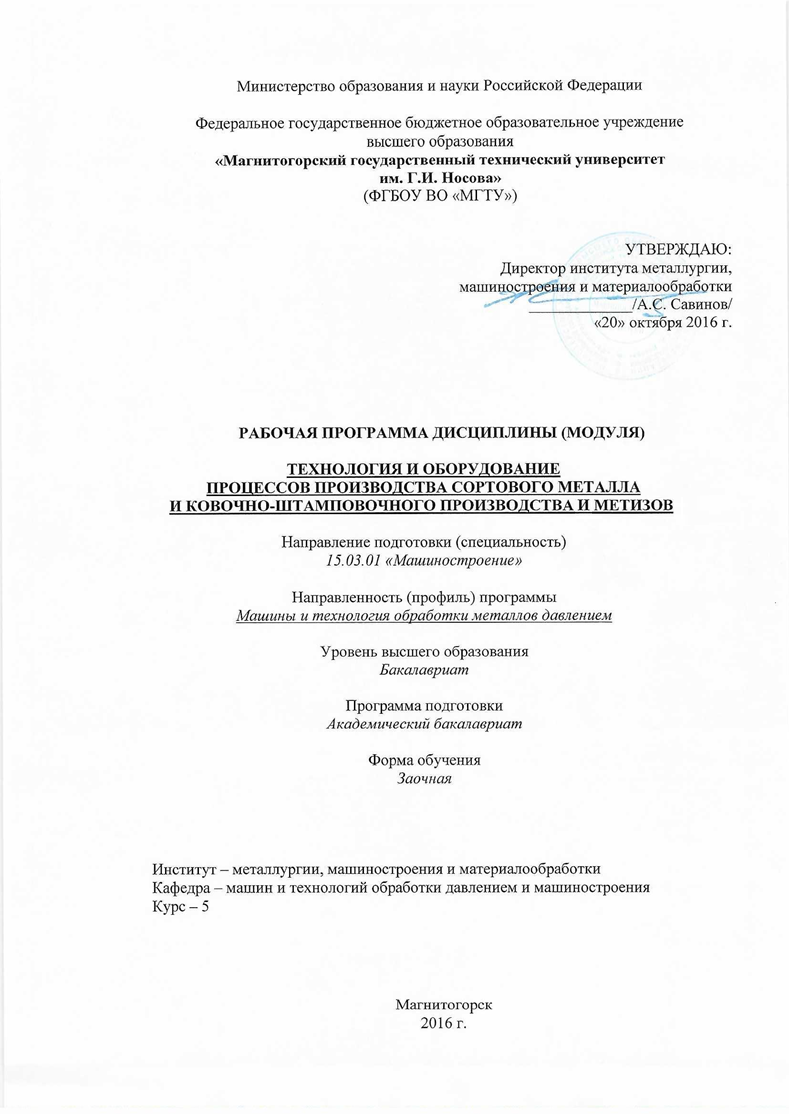 Министерство образования и науки Российской Федерации
Федеральное государственное бюджетное образовательное учреждение
высшего образования
«Магнитогорский государственный технический университет
им. Г.И. Носова»
(ФГБОУ ВО «МГТУ»)
УТВЕРЖДАЮ:
Директор института металлургии,
машиностроения и материалообработки
_____________/А.С. Савинов/
«20» октября 2016 г.
РАБОЧАЯ ПРОГРАММА ДИСЦИПЛИНЫ (МОДУЛЯ)
ТЕХНОЛОГИЯ И ОБОРУДОВАНИЕ
ПРОЦЕССОВ ПРОИЗВОДСТВА СОРТОВОГО МЕТАЛЛА
И КОВОЧНО-ШТАМПОВОЧНОГО ПРОИЗВОДСТВА И МЕТИЗОВ
Направление подготовки (специальность)
15.03.01 «Машиностроение»
Направленность (профиль) программы
Машины и технология обработки металлов давлением
Уровень высшего образования
Бакалавриат
Программа подготовки
Академический бакалавриат
Форма обучения
Заочная
Институт – металлургии, машиностроения и материалообработки
Кафедра – машин и технологий обработки давлением и машиностроения
Курс – 5
Магнитогорск
2016 г.